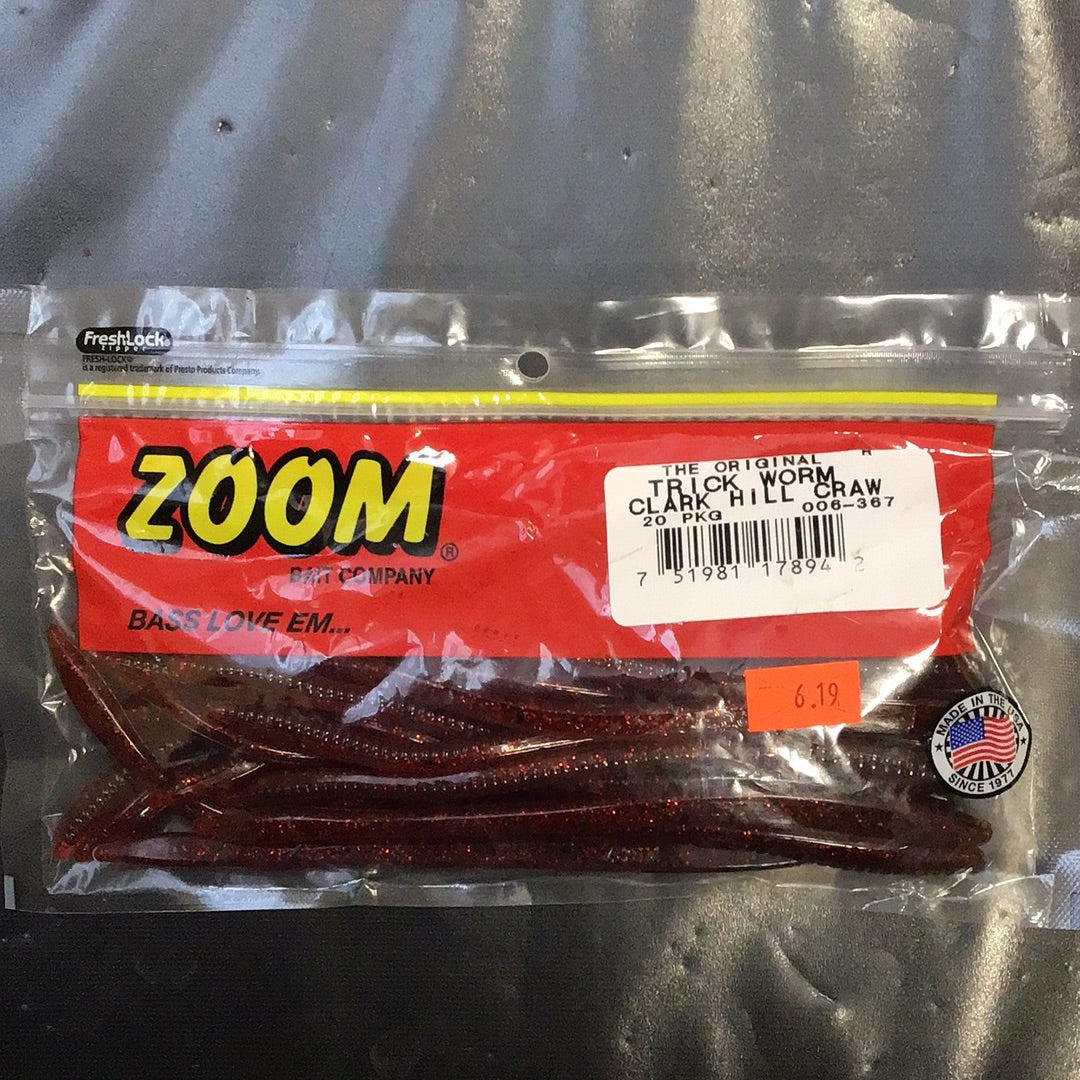 FreshLock®
zipper
FRESH-LOCK®
is a registered trademark of Presto Products Company.
ZOOM®
BAIT COMPANY
BASS LOVE EM...
THE ORIGINAL R
TRICK WORM
CLARK HILL CRAW
20 PKG 006-367
7 51981 17894 2
6.19
MADE IN THE USA
SINCE 1977